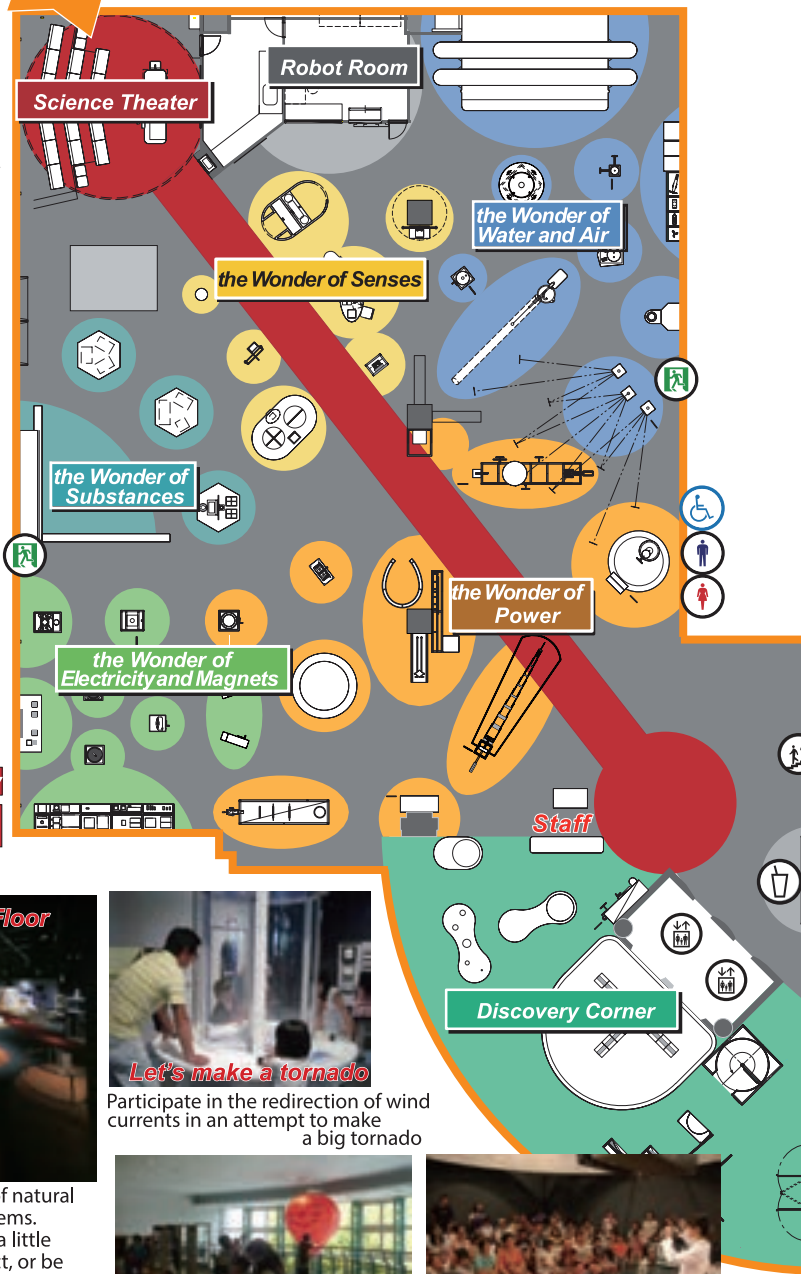 Robot Room
Science Theater
the Wonder of
Water and Air
the Wonder of Senses
the Wonder of
Substances
the Wonder of
Power
the Wonder of
Electricity and Magnets
Staff
Floor
Discovery Corner
Let's make a tornado
Participate in the redirection of wind
currents in an attempt to make
a big tornado
of natural
a little
or be